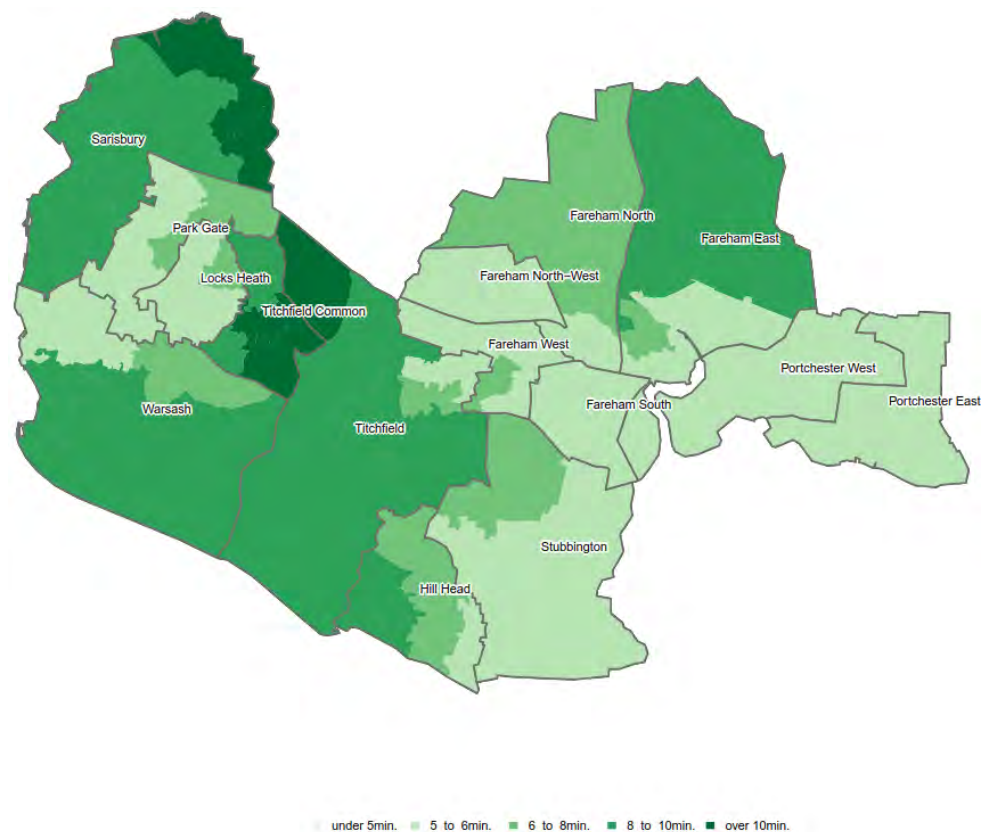 Sarisbury
Fareham North
Park Gate
Fareham East
Locks Heath
Fareham North-West
Titchfield Common
Fareham West
Portchester West
Portchester East
Warsash
Fareham South
Titchfield
Stubbington
Hill Head
under 5min. 5 to 6min. 6 to 8min. 8 to 10min. over 10min.